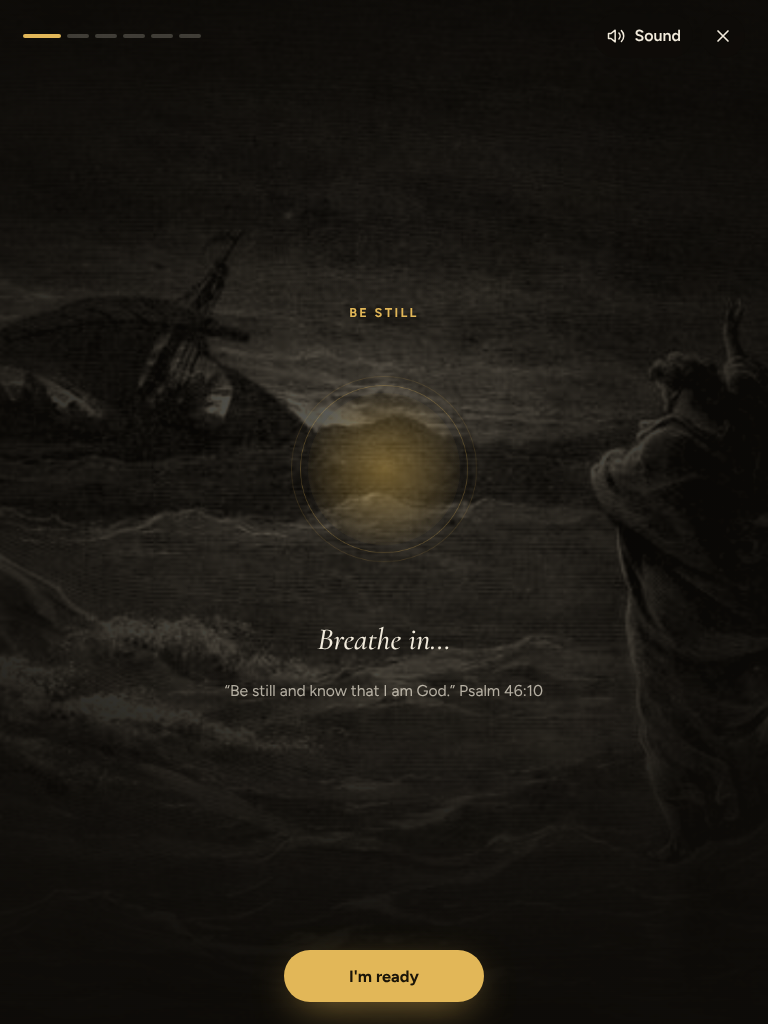 Sound
BE STILL
Breathe in...
“Be still and know that I am God.” Psalm 46:10
I'm ready